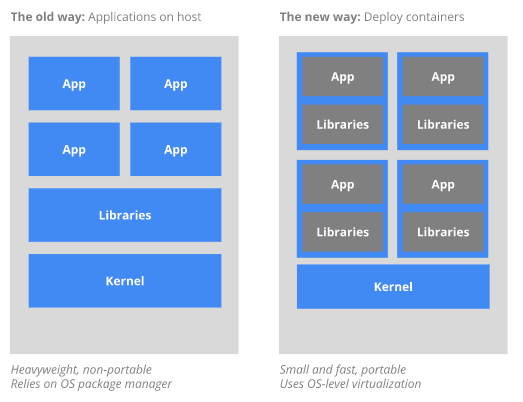 The old way: Applications on host
App App
App App
Libraries
Kernel
Heavyweight, non-portable
Relies on OS package manager
The new way: Deploy containers
App App
Libraries Libraries
App App
Libraries Libraries
Kernel
Small and fast, portable
Uses OS-level virtualization